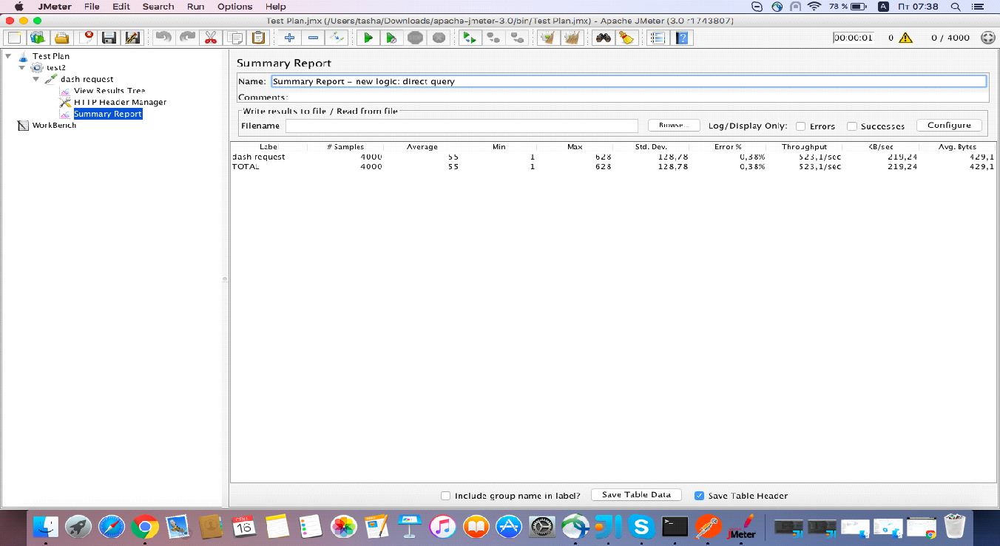 JMeter File Edit Search Run Options Help 78 % A Пт 07:38
Test Plan.jmx (/Users/tasha/Downloads/apache-jmeter-3.0/bin/Test Plan.jmx) - Apache JMeter (3.0 r1743807)
00:00:01 0 0 / 4000
Test Plan
test2
dash request
View Results Tree
HTTP Header Manager
Summary Report
WorkBench
Summary Report
Name: Summary Report - new logic: direct query
Comments:
Write results to file / Read from file
Filename Browse... Log/Display Only: Errors Successes Configure
Label # Samples Average Min Max Std. Dev. Error % Throughput KB/sec Avg. Bytes
dash request 4000 55 1 628 128,78 0,38% 523,1/sec 219,24 429,1
TOTAL 4000 55 1 628 128,78 0,38% 523,1/sec 219,24 429,1
Include group name in label? Save Table Data Save Table Header
16
JMeter